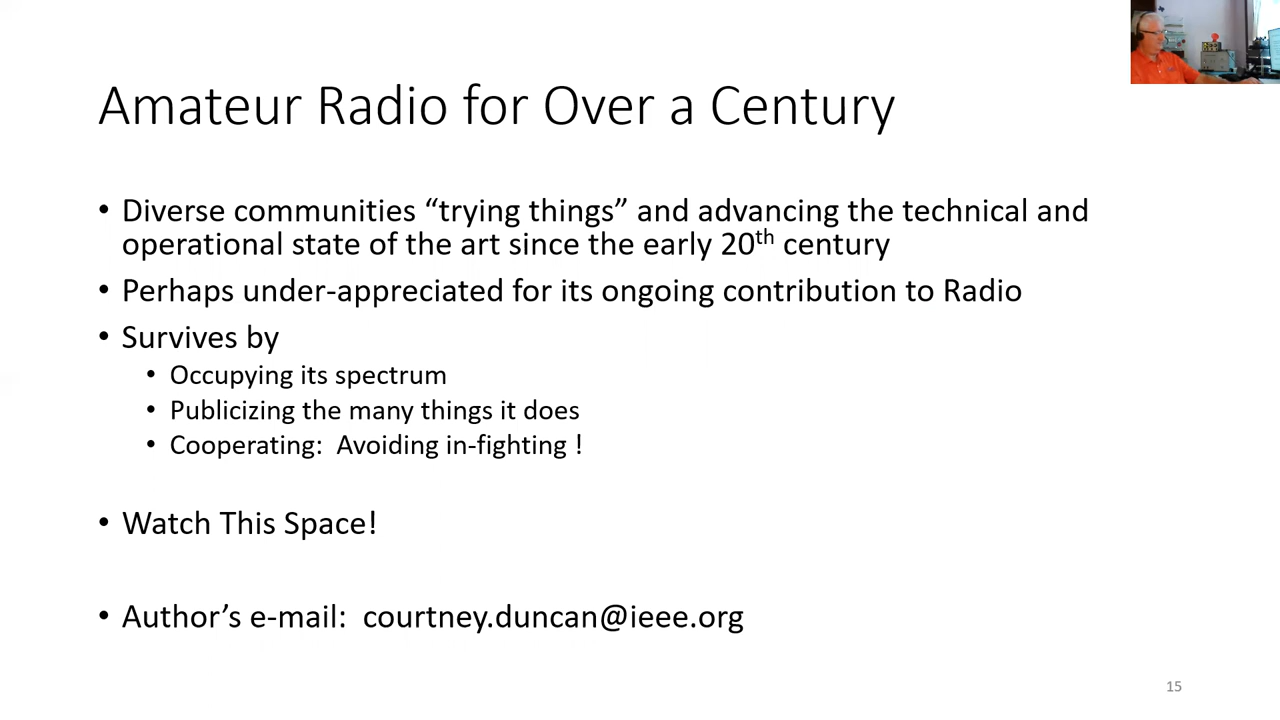 Amateur Radio for Over a Century
• Diverse communities “trying things” and advancing the technical and
operational state of the art since the early 20th century
• Perhaps under-appreciated for its ongoing contribution to Radio
• Survives by
• Occupying its spectrum
• Publicizing the many things it does
• Cooperating:  Avoiding in-fighting !
• Watch This Space!
• Author’s e-mail:  courtney.duncan@ieee.org
15